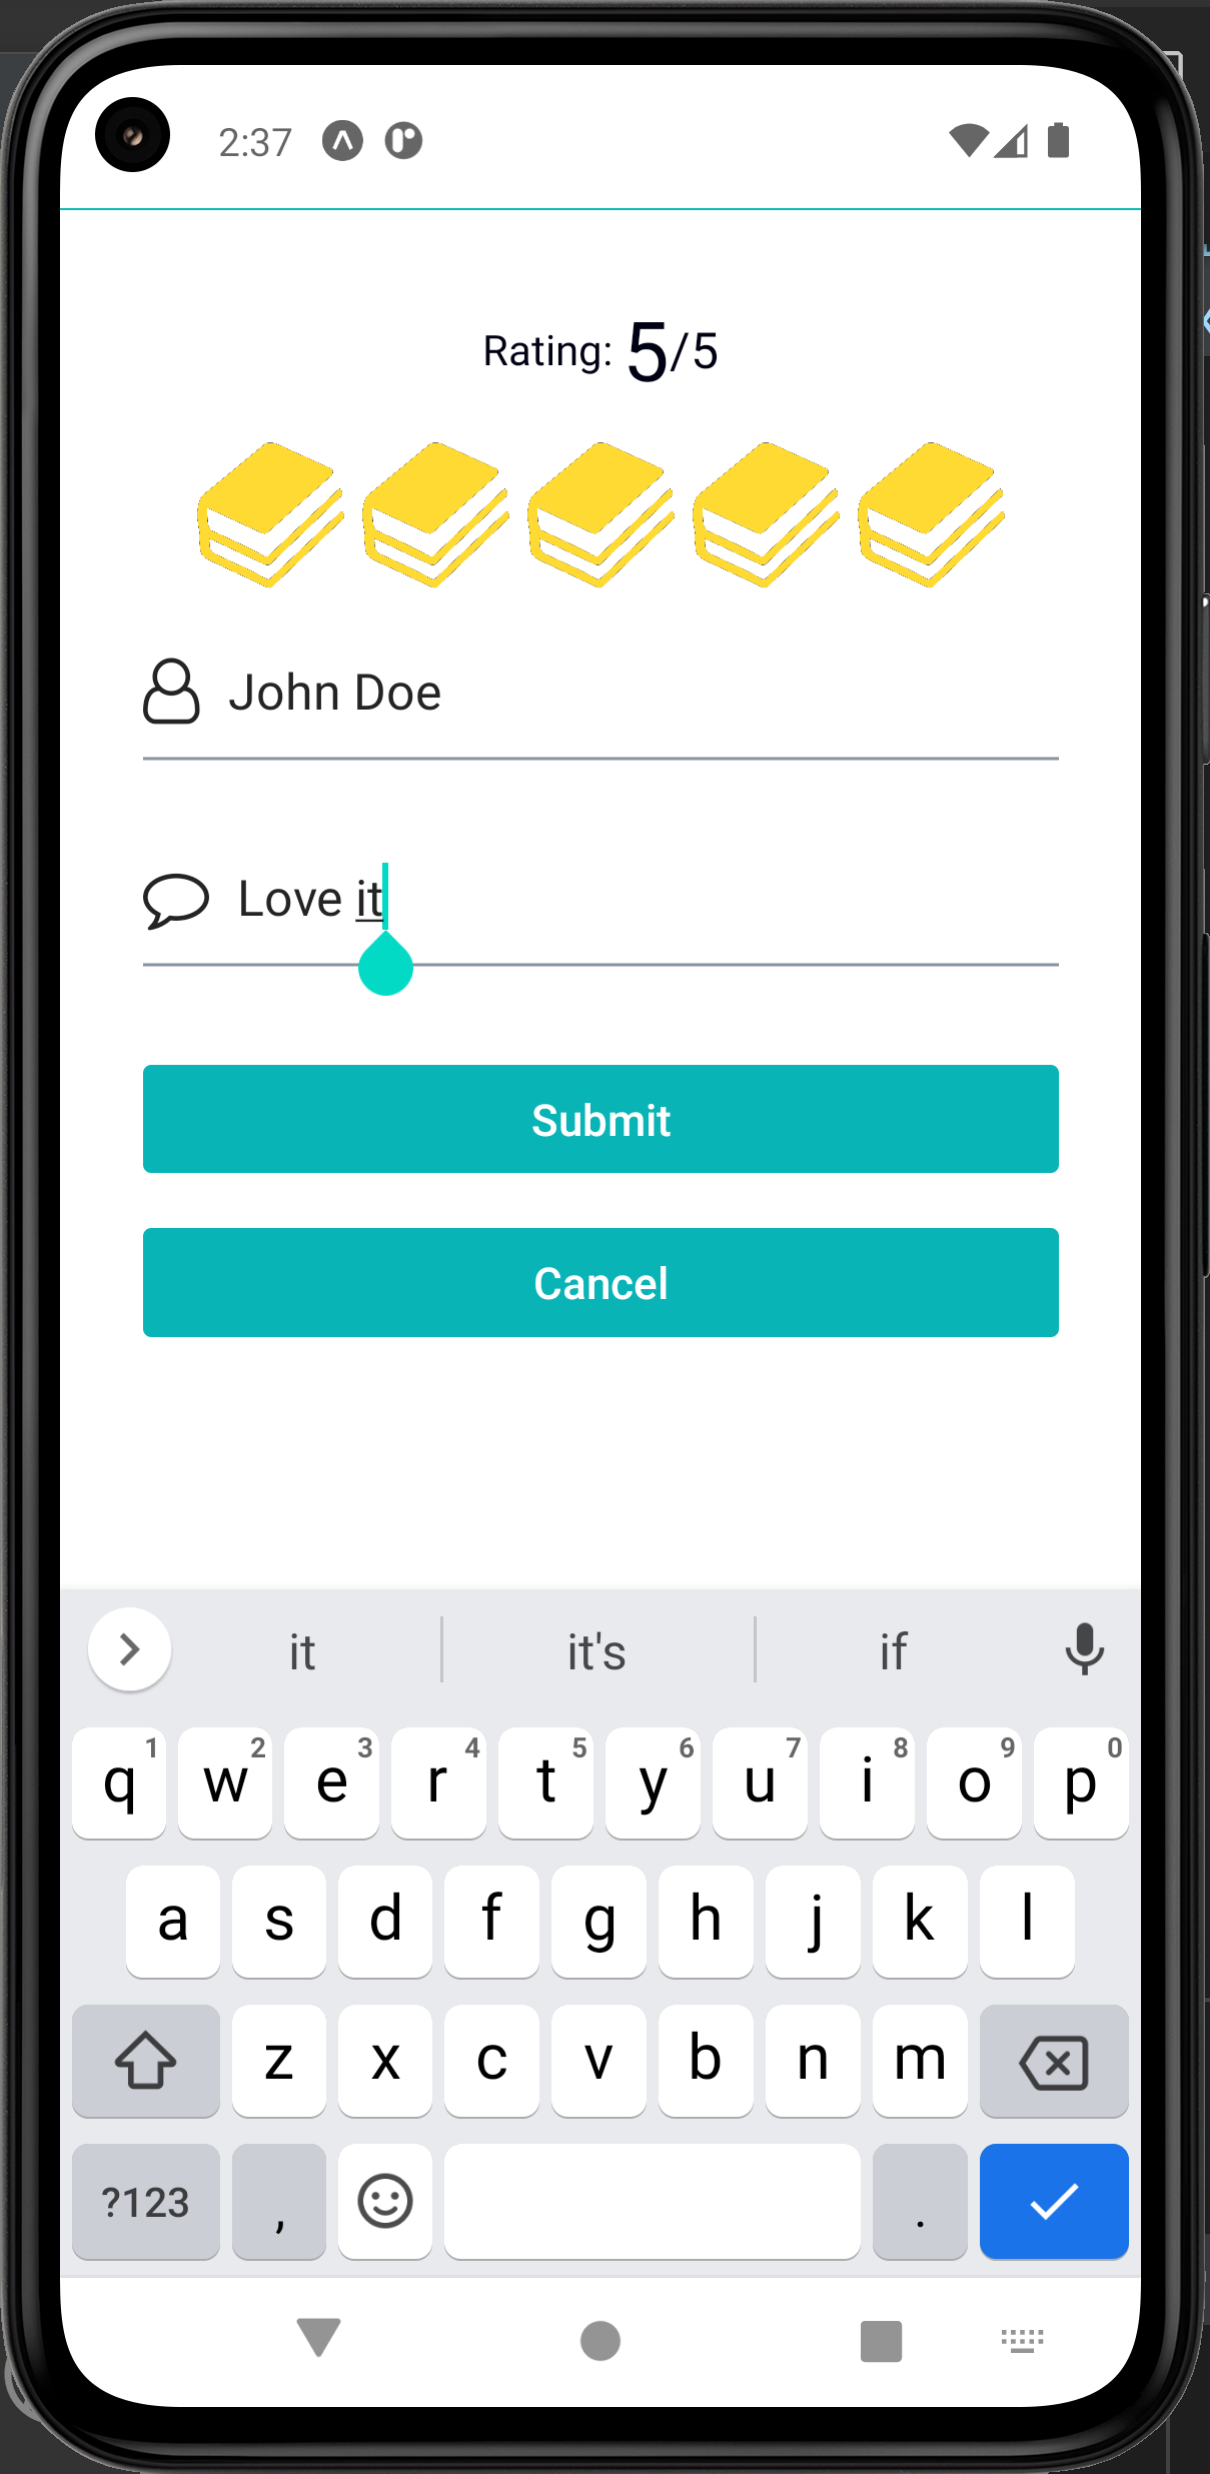 2:37
Rating: 5/5
John Doe
Love it
Submit
Cancel
it it's if
1 2 3 4 5 6 7 8 9 0
q w e r t y u i o p
a s d f g h j k l
z x c v b n m
?123 , .